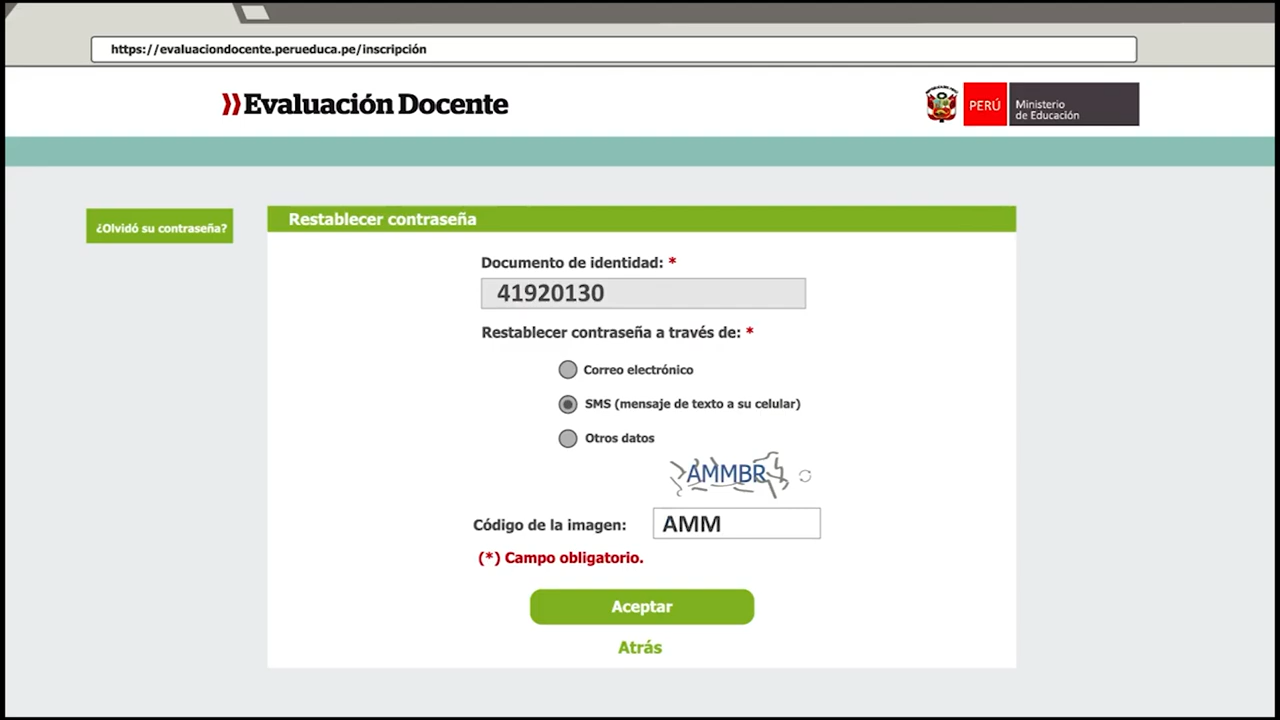 https://evaluaciondocente.perueduca.pe/inscripción
Evaluación Docente
PERÚ
Ministerio
de Educación
¿Olvidó su contraseña?
Restablecer contraseña
Documento de identidad: *
41920130
Restablecer contraseña a través de: *
Correo electrónico
SMS (mensaje de texto a su celular)
Otros datos
AMMBR
Código de la imagen:
AMM
(*) Campo obligatorio.
Aceptar
Atrás